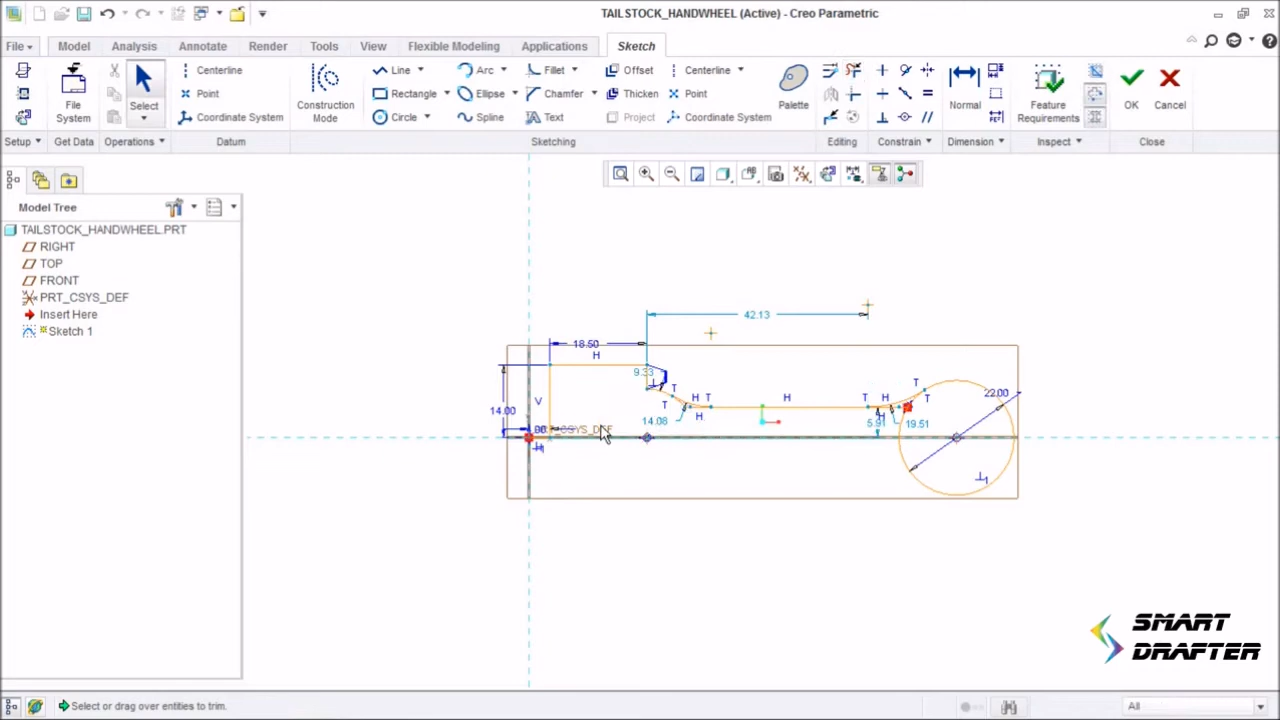 TAILSTOCK_HANDWHEEL (Active) - Creo Parametric
File Model Analysis Annotate Render Tools View Flexible Modeling Applications Sketch
File System
Select
Centerline
Point
Coordinate System
Construction Mode
Line Arc Fillet Offset Centerline
Rectangle Ellipse Chamfer Thicken Point
Circle Spline Text Project Coordinate System
Palette
Normal
Feature Requirements
OK
Cancel
Setup Get Data Operations Datum Sketching Editing Constrain Dimension Inspect Close
Model Tree
TAILSTOCK_HANDWHEEL.PRT
RIGHT
TOP
FRONT
PRT_CSYS_DEF
Insert Here
Sketch 1
42.13
18.50
H
9.33
T
22.00
V
H T
H
T
H
T
14.00
T
H
H
14.08
5.91
19.51
SMART
DRAFTER
Select or drag over entities to trim.
All